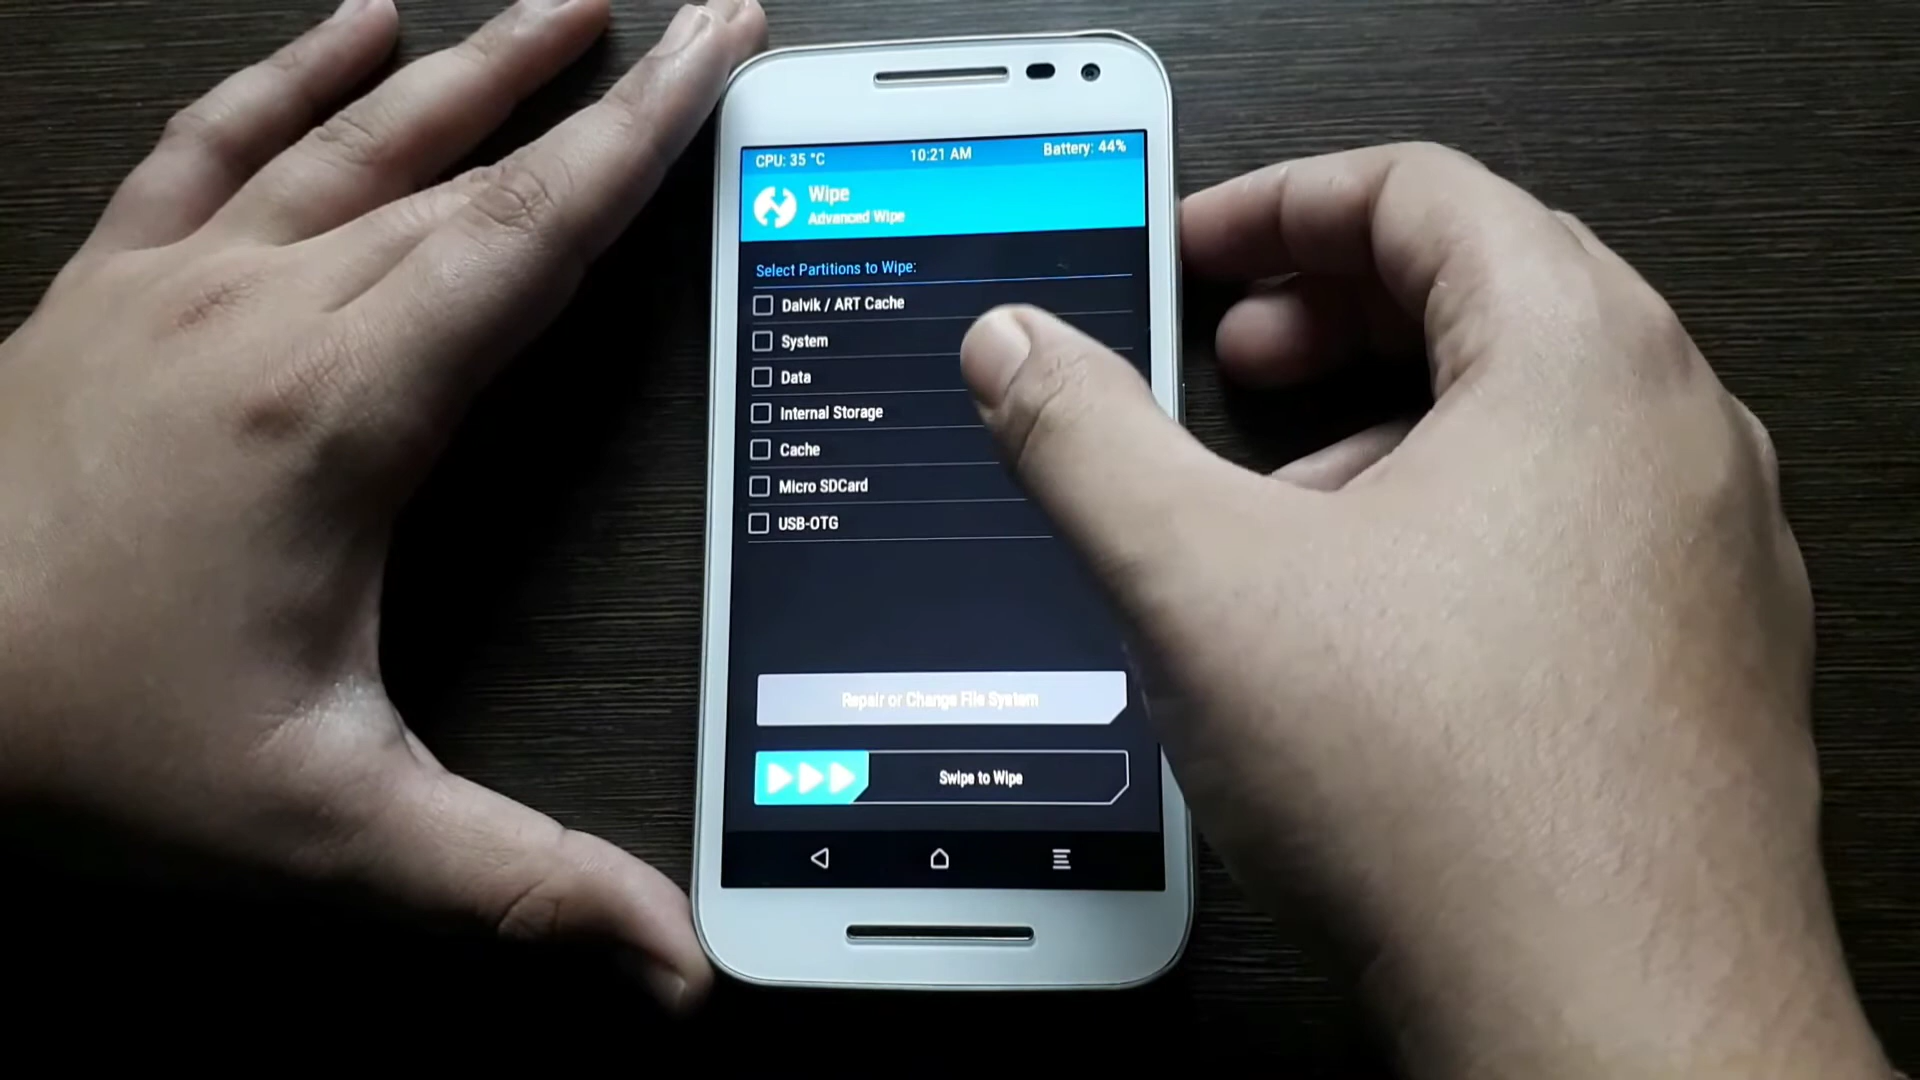 CPU: 35 °C 10:21 AM Battery: 44%
Wipe
Advanced Wipe
Select Partitions to Wipe:
Dalvik / ART Cache
System
Data
Internal Storage
Cache
Micro SDCard
USB-OTG
Repair or Change File System
Swipe to Wipe